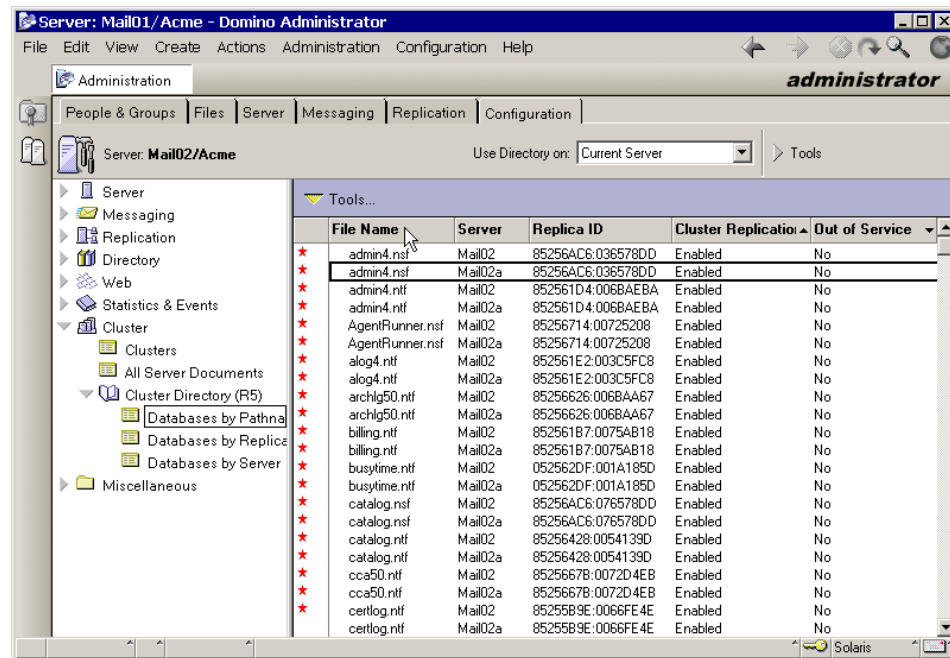 Server: Mail01/Acme - Domino Administrator
File Edit View Create Actions Administration Configuration Help
Administration
administrator
People & Groups Files Server Messaging Replication Configuration
Server: Mail02/Acme Use Directory on: Current Server Tools
Server
Messaging
Replication
Directory
Web
Statistics & Events
Cluster
Clusters
All Server Documents
Cluster Directory (R5)
Databases by Pathna
Databases by Replica
Databases by Server
Miscellaneous
Tools...
File Name Server Replica ID Cluster Replication Out of Service
admin4.nsf Mail02 85256AC6:036578DD Enabled No
admin4.nsf Mail02a 85256AC6:036578DD Enabled No
admin4.ntf Mail02 852561D4:006BAEBA Enabled No
admin4.ntf Mail02a 852561D4:006BAEBA Enabled No
AgentRunner.nsf Mail02 85256714:00725208 Enabled No
AgentRunner.nsf Mail02a 85256714:00725208 Enabled No
alog4.ntf Mail02 852561E2:003C5FC8 Enabled No
alog4.ntf Mail02a 852561E2:003C5FC8 Enabled No
archlg50.ntf Mail02 85256626:006BAA67 Enabled No
archlg50.ntf Mail02a 85256626:006BAA67 Enabled No
billing.ntf Mail02 852561B7:0075AB18 Enabled No
billing.ntf Mail02a 852561B7:0075AB18 Enabled No
busytime.ntf Mail02 052562DF:001A185D Enabled No
busytime.ntf Mail02a 052562DF:001A185D Enabled No
catalog.nsf Mail02 85256AC6:076578DD Enabled No
catalog.nsf Mail02a 85256AC6:076578DD Enabled No
catalog.ntf Mail02 85256428:0054139D Enabled No
catalog.ntf Mail02a 85256428:0054139D Enabled No
cca50.ntf Mail02 8525667B:0072D4EB Enabled No
cca50.ntf Mail02a 8525667B:0072D4EB Enabled No
certlog.ntf Mail02 85255B9E:0066FE4E Enabled No
certlog.ntf Mail02a 85255B9E:0066FE4E Enabled No
Solaris